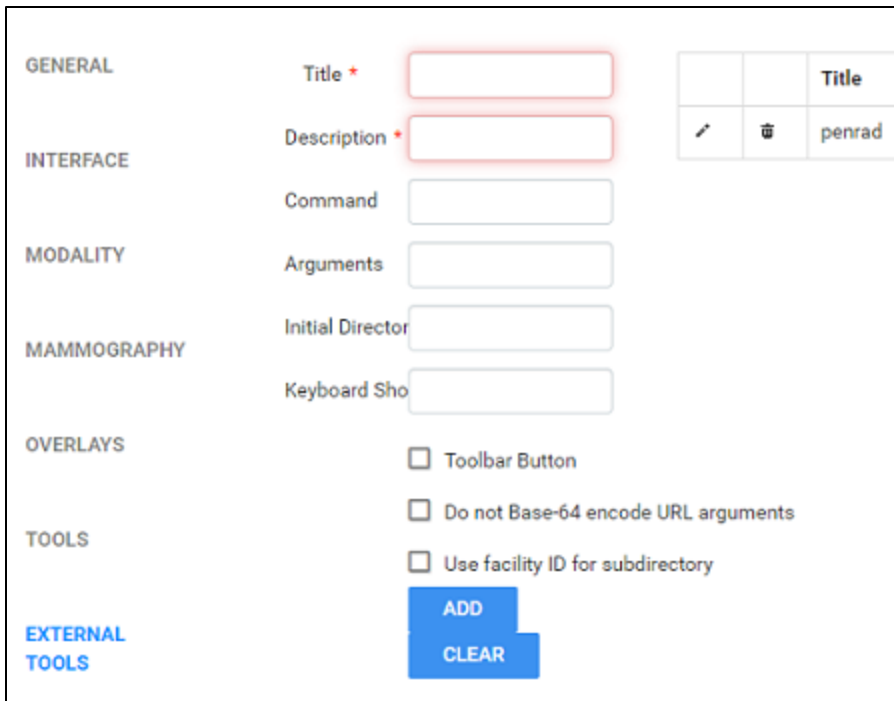 GENERAL
INTERFACE
MODALITY
MAMMOGRAPHY
OVERLAYS
TOOLS
EXTERNAL
TOOLS
Title *
Description *
Command
Arguments
Initial Director
Keyboard Sho
Toolbar Button
Do not Base-64 encode URL arguments
Use facility ID for subdirectory
ADD
CLEAR
Title
penrad